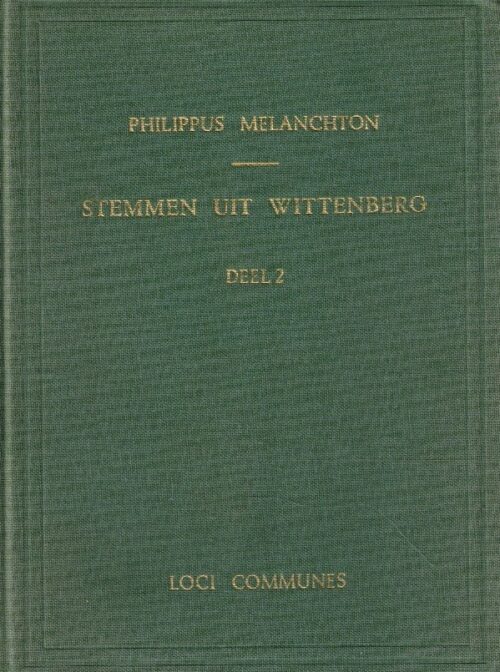 PHILIPPUS MELANCHTON
STEMMEN UIT WITTENBERG
DEEL 2
LOCI COMMUNES